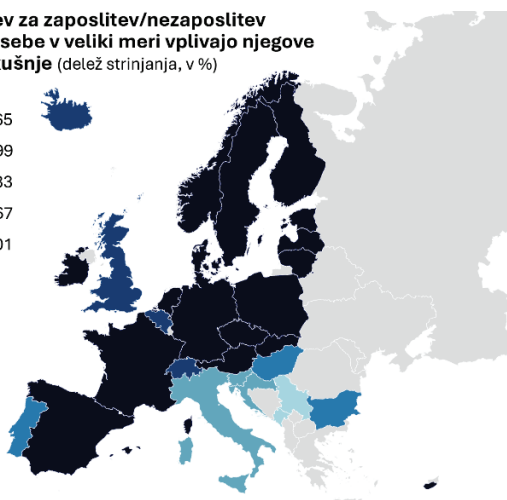 ev za zaposlitev/nezaposlitev
sebe v veliki meri vplivajo njegove
kušnje (delež strinjanja, v %)
65
99
33
67
01